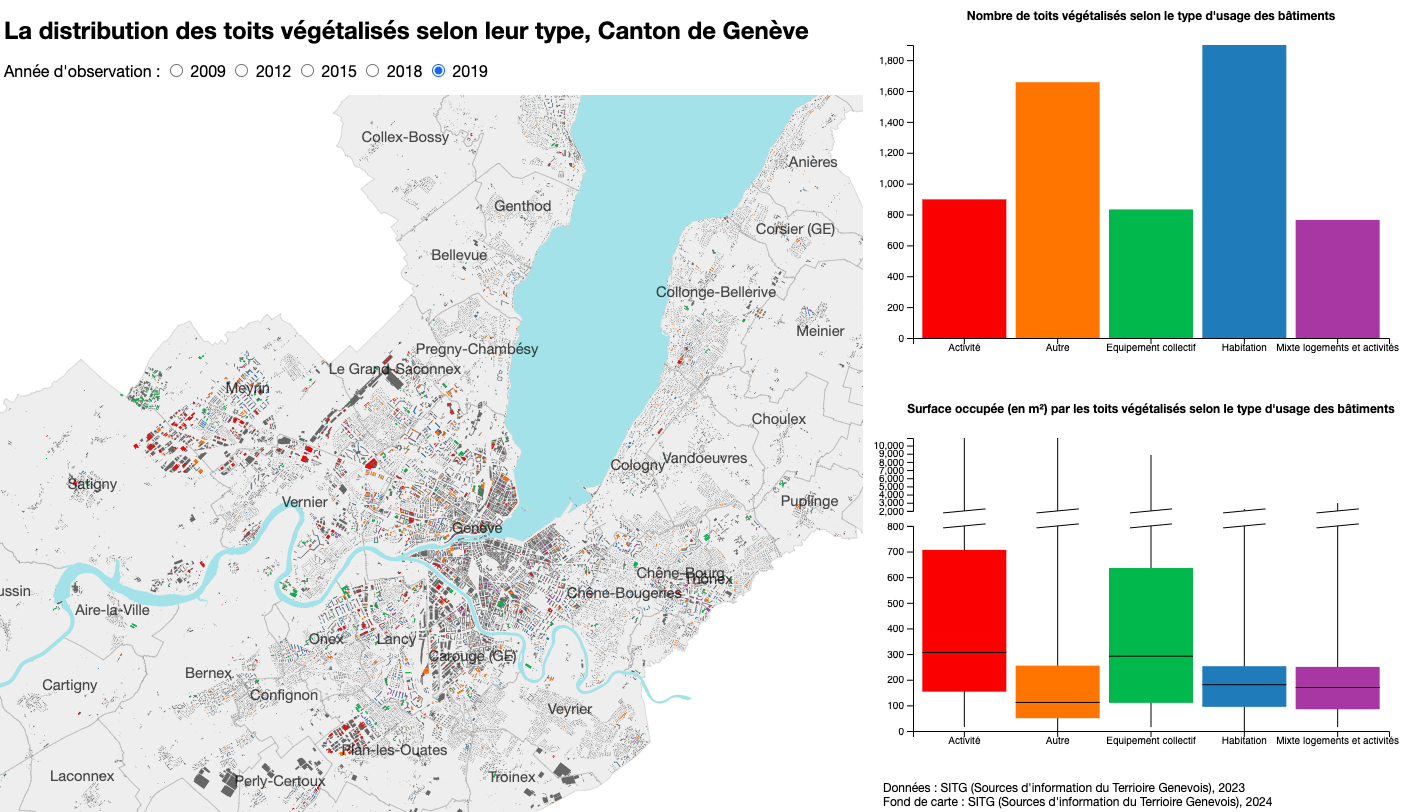 La distribution des toits végétalisés selon leur type, Canton de Genève
Année d'observation :
2009
2012
2015
2018
2019
Collex-Bossy
Anières
Genthod
Corsier (GE)
Bellevue
Collonge-Bellerive
Meinier
Pregny-Chambésy
Le Grand-Saconnex
Meyrin
Choulex
Cologny
Vandoeuvres
Satigny
Vernier
Puplinge
Genève
Chêne-Bourg
Thônex
ussin
Chêne-Bougeries
Aire-la-Ville
Onex
Lancy
Carouge (GE)
Bernex
Cartigny
Confignon
Veyrier
Plan-les-Ouates
Laconnex
Perly-Certoux
Troinex
Nombre de toits végétalisés selon le type d'usage des bâtiments
1,800
1,600
1,400
1,200
1,000
800
600
400
200
0
Activité
Autre
Equipement collectif
Habitation
Mixte logements et activités
Surface occupée (en m²) par les toits végétalisés selon le type d'usage des bâtiments
10,000
9,000
8,000
7,000
6,000
5,000
4,000
3,000
2,000
800
700
600
500
400
300
200
100
0
Activité
Autre
Equipement collectif
Habitation
Mixte logements et activités
Données : SITG (Sources d'information du Terrioire Genevois), 2023
Fond de carte : SITG (Sources d'information du Terrioire Genevois), 2024